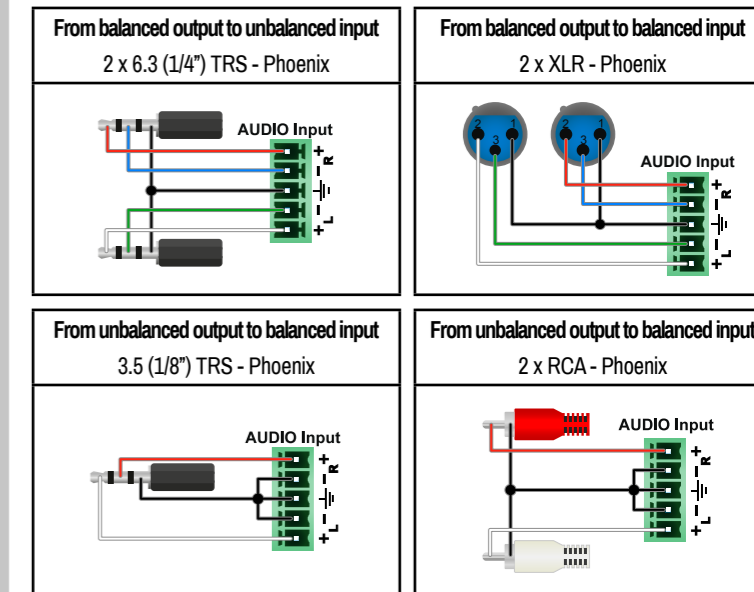 From balanced output to unbalanced input
2 x 6.3 (1/4”) TRS - Phoenix
AUDIO Input
+
R
-
-
L
+
From balanced output to balanced input
2 x XLR - Phoenix
2
1
3
2
1
3
AUDIO Input
+
R
-
-
L
+
From unbalanced output to balanced input
3.5 (1/8”) TRS - Phoenix
AUDIO Input
+
R
-
-
L
+
From unbalanced output to balanced input
2 x RCA - Phoenix
AUDIO Input
+
R
-
-
L
+